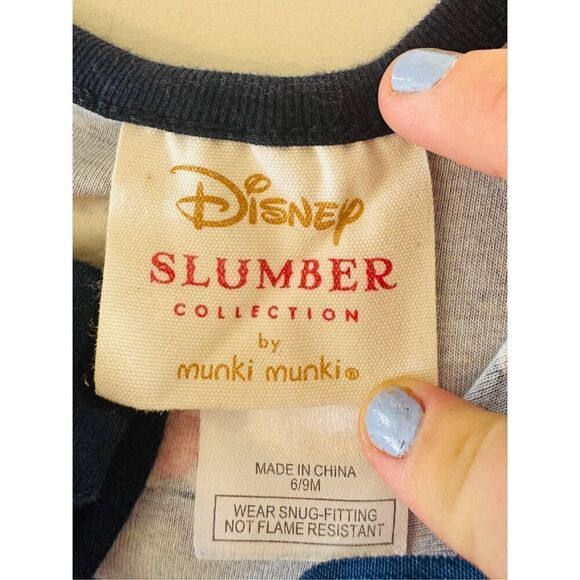 Disney
SLUMBER
COLLECTION
by
munki munki®
MADE IN CHINA
6/9M
WEAR SNUG-FITTING
NOT FLAME RESISTANT